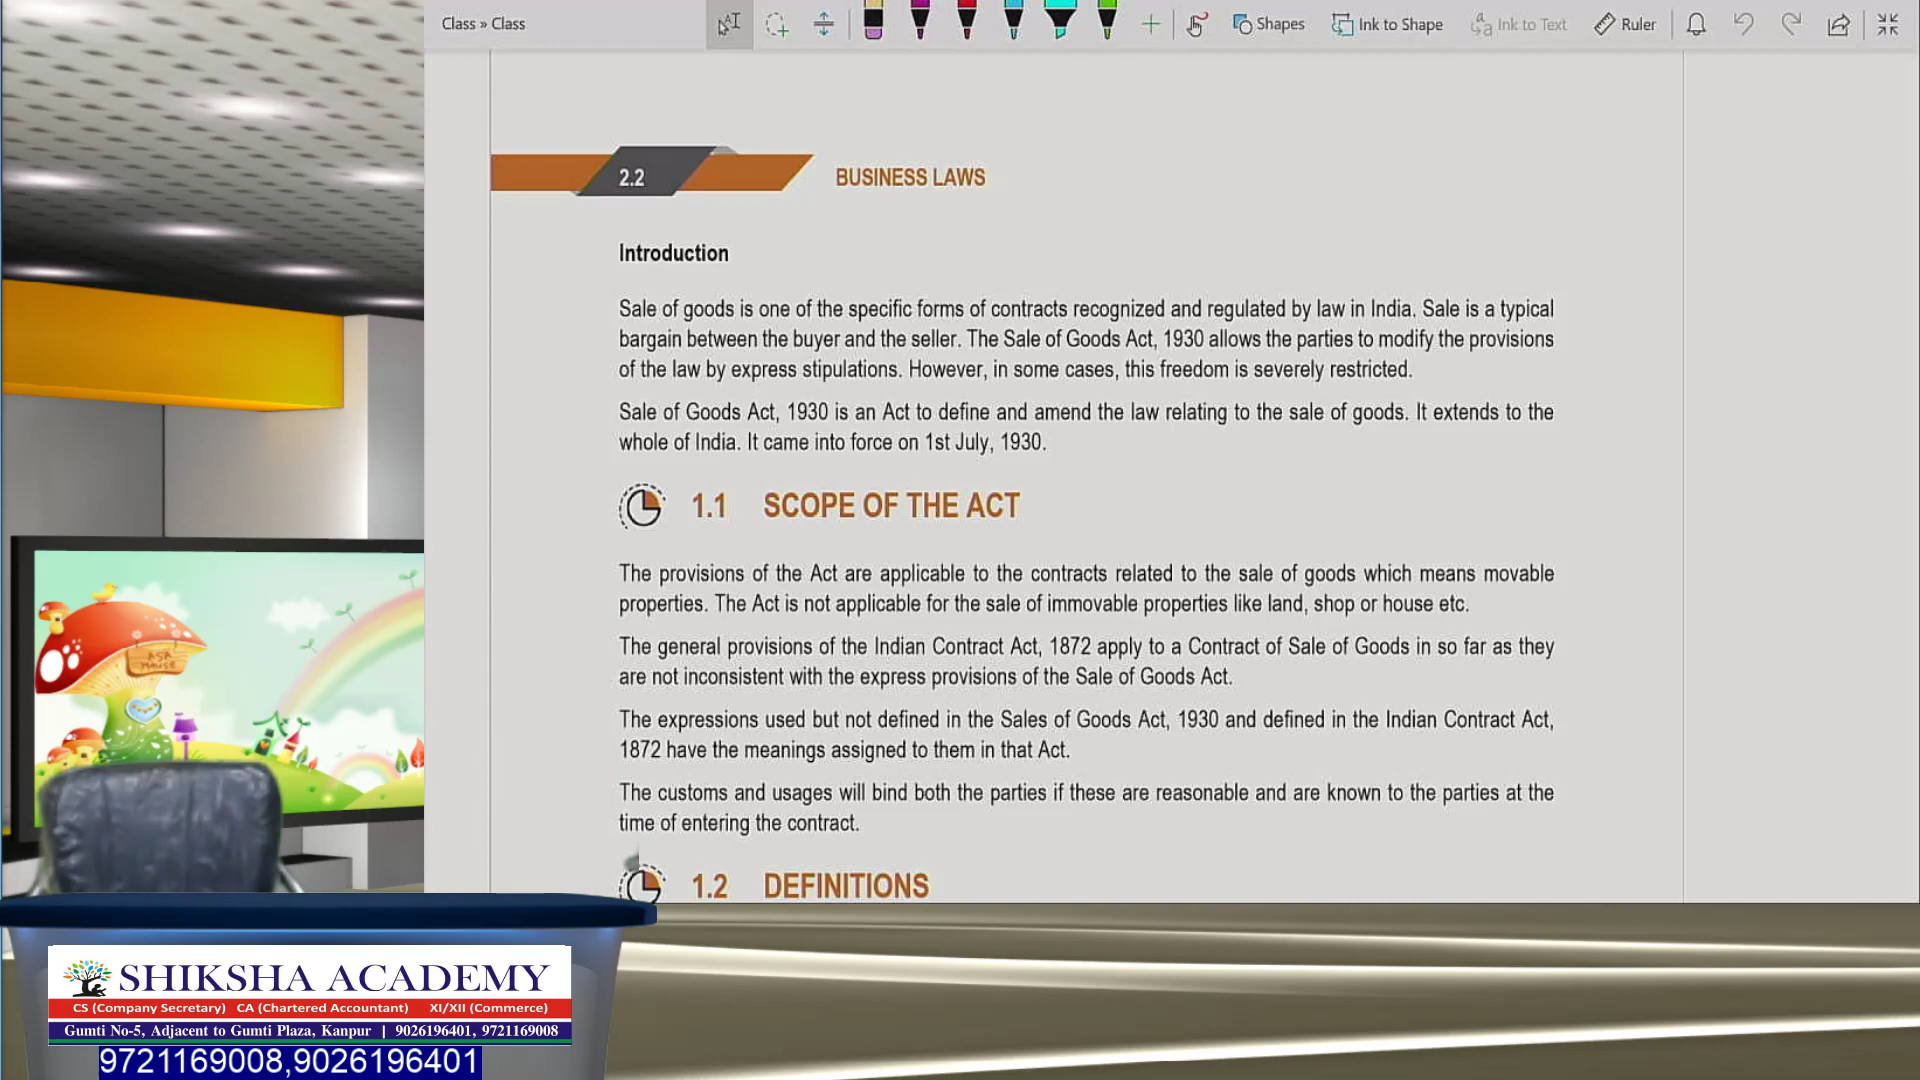 Class » Class
Shapes
Ink to Shape
Ink to Text
Ruler
2.2 BUSINESS LAWS
Introduction
Sale of goods is one of the specific forms of contracts recognized and regulated by law in India. Sale is a typical
bargain between the buyer and the seller. The Sale of Goods Act, 1930 allows the parties to modify the provisions
of the law by express stipulations. However, in some cases, this freedom is severely restricted.
Sale of Goods Act, 1930 is an Act to define and amend the law relating to the sale of goods. It extends to the
whole of India. It came into force on 1st July, 1930.
1.1 SCOPE OF THE ACT
The provisions of the Act are applicable to the contracts related to the sale of goods which means movable
properties. The Act is not applicable for the sale of immovable properties like land, shop or house etc.
The general provisions of the Indian Contract Act, 1872 apply to a Contract of Sale of Goods in so far as they
are not inconsistent with the express provisions of the Sale of Goods Act.
The expressions used but not defined in the Sales of Goods Act, 1930 and defined in the Indian Contract Act,
1872 have the meanings assigned to them in that Act.
The customs and usages will bind both the parties if these are reasonable and are known to the parties at the
time of entering the contract.
1.2 DEFINITIONS
SHIKSHA ACADEMY
CS (Company Secretary) CA (Chartered Accountant) XI/XII (Commerce)
Gumti No-5, Adjacent to Gumti Plaza, Kanpur | 9026196401, 9721169008
9721169008,9026196401